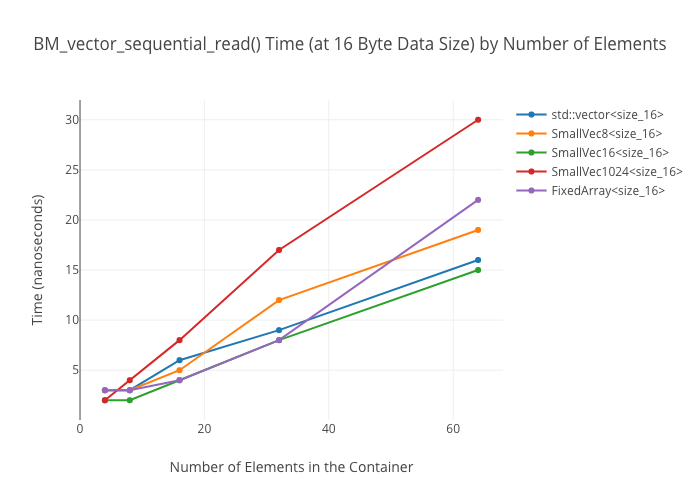 BM_vector_sequential_read() Time (at 16 Byte Data Size) by Number of Elements
30
25
20
15
10
5
0
20
40
60
Time (nanoseconds)
Number of Elements in the Container
std::vector<size_16>
SmallVec8<size_16>
SmallVec16<size_16>
SmallVec1024<size_16>
FixedArray<size_16>